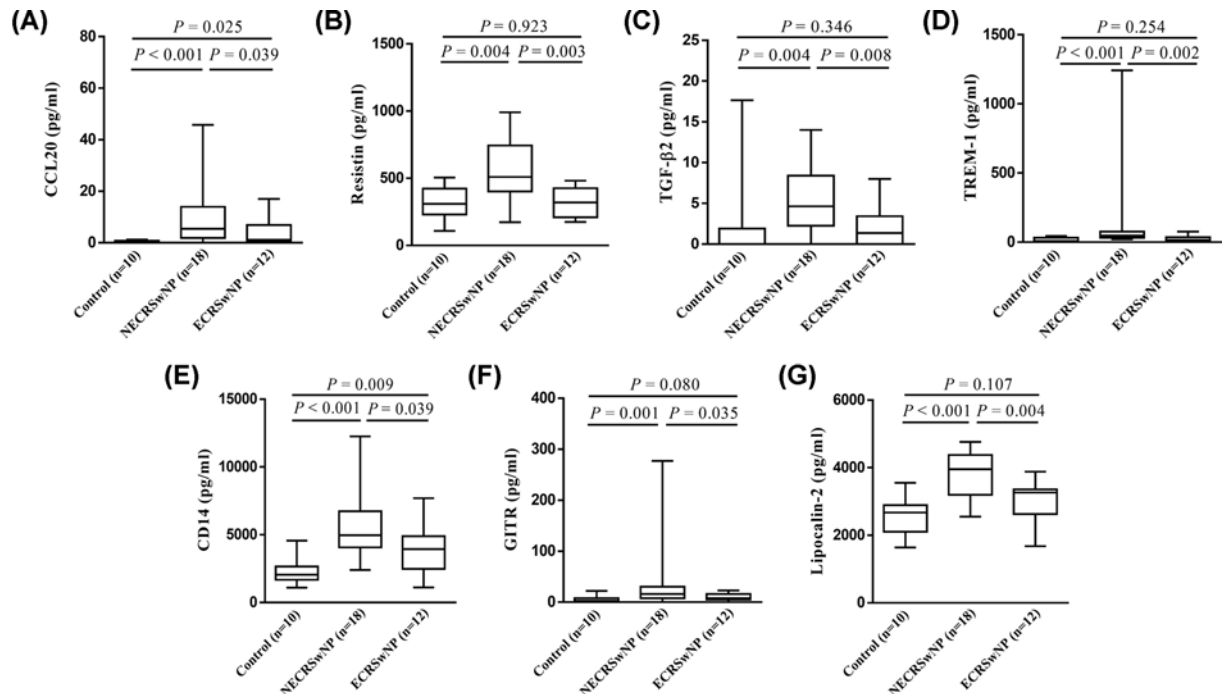 (A)
P = 0.025
P < 0.001 P = 0.039
CCL20 (pg/ml)
80
60
40
20
0
Control (n=10)
NECRSwNP (n=18)
ECRSwNP (n=12)
(B)
P = 0.923
P = 0.004 P = 0.003
Resistin (pg/ml)
1500
1000
500
0
Control (n=10)
NECRSwNP (n=18)
ECRSwNP (n=12)
(C)
P = 0.346
P = 0.004 P = 0.008
TGF-β2 (pg/ml)
25
20
15
10
5
0
Control (n=10)
NECRSwNP (n=18)
ECRSwNP (n=12)
(D)
P = 0.254
P < 0.001 P = 0.002
TREM-1 (pg/ml)
1500
1000
500
0
Control (n=10)
NECRSwNP (n=18)
ECRSwNP (n=12)
(E)
P = 0.009
P < 0.001 P = 0.039
CD14 (pg/ml)
15000
10000
5000
0
Control (n=10)
NECRSwNP (n=18)
ECRSwNP (n=12)
(F)
P = 0.080
P = 0.001 P = 0.035
GITR (pg/ml)
400
300
200
100
0
Control (n=10)
NECRSwNP (n=18)
ECRSwNP (n=12)
(G)
P = 0.107
P < 0.001 P = 0.004
Lipocalin-2 (pg/ml)
6000
4000
2000
0
Control (n=10)
NECRSwNP (n=18)
ECRSwNP (n=12)